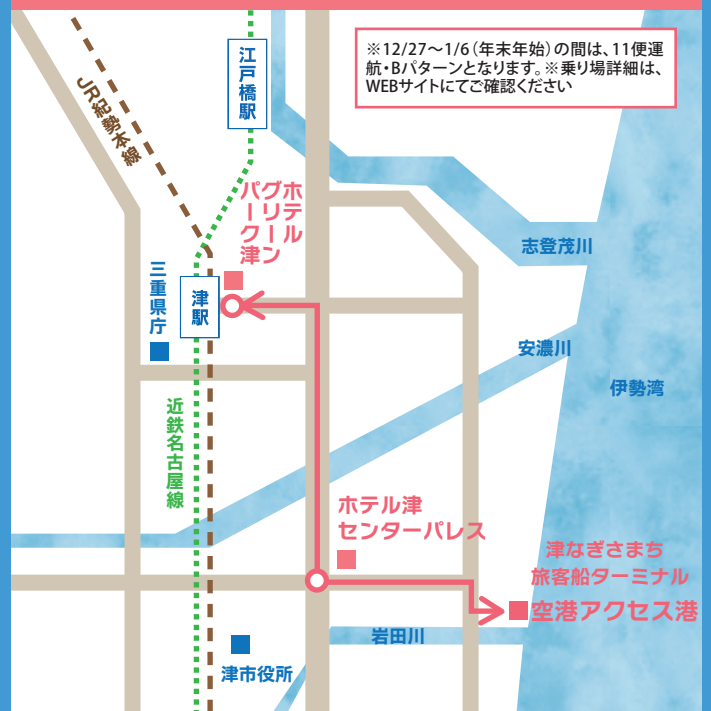 ※12/27〜1/6（年末年始）の間は、11便運
航・Bパターンとなります。※乗り場詳細は、
WEBサイトにてご確認ください
江戸橋駅
JR紀勢本線
ホテル
グリーン
パーク津
志登茂川
三重県庁
津駅
安濃川
伊勢湾
近鉄名古屋線
ホテル津
センターパレス
津なぎさまち
旅客船ターミナル
空港アクセス港
岩田川
津市役所